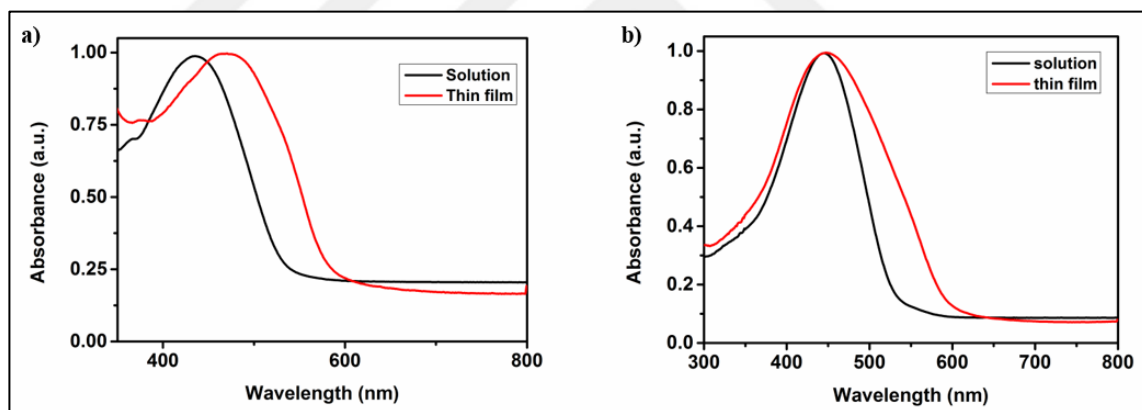 a)
1.00
0.75
0.50
0.25
0.00
Absorbance (a.u.)
Solution
Thin film
400
600
800
Wavelength (nm)
b)
1.0
0.8
0.6
0.4
0.2
0.0
Absorbance (a.u.)
solution
thin film
300
400
500
600
700
800
Wavelength (nm)